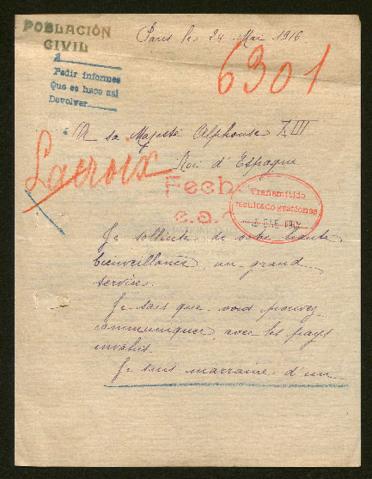 POBLACIÓN
CIVIL
Paris le 24 Mai 1916
A
Pedir informes
Que se hace así
Devolver
6301
A sa Majesté Alphonse XIII
Roi d'Espagne
Lacroix
Fech.
c.a.
Transmitido
resultado gestiones
Je sollicite de votre haute
bienveillance un grand
service.
Je sais que vous pouvez
communiquer avec les pays
envahis.
Je suis marraine d'un